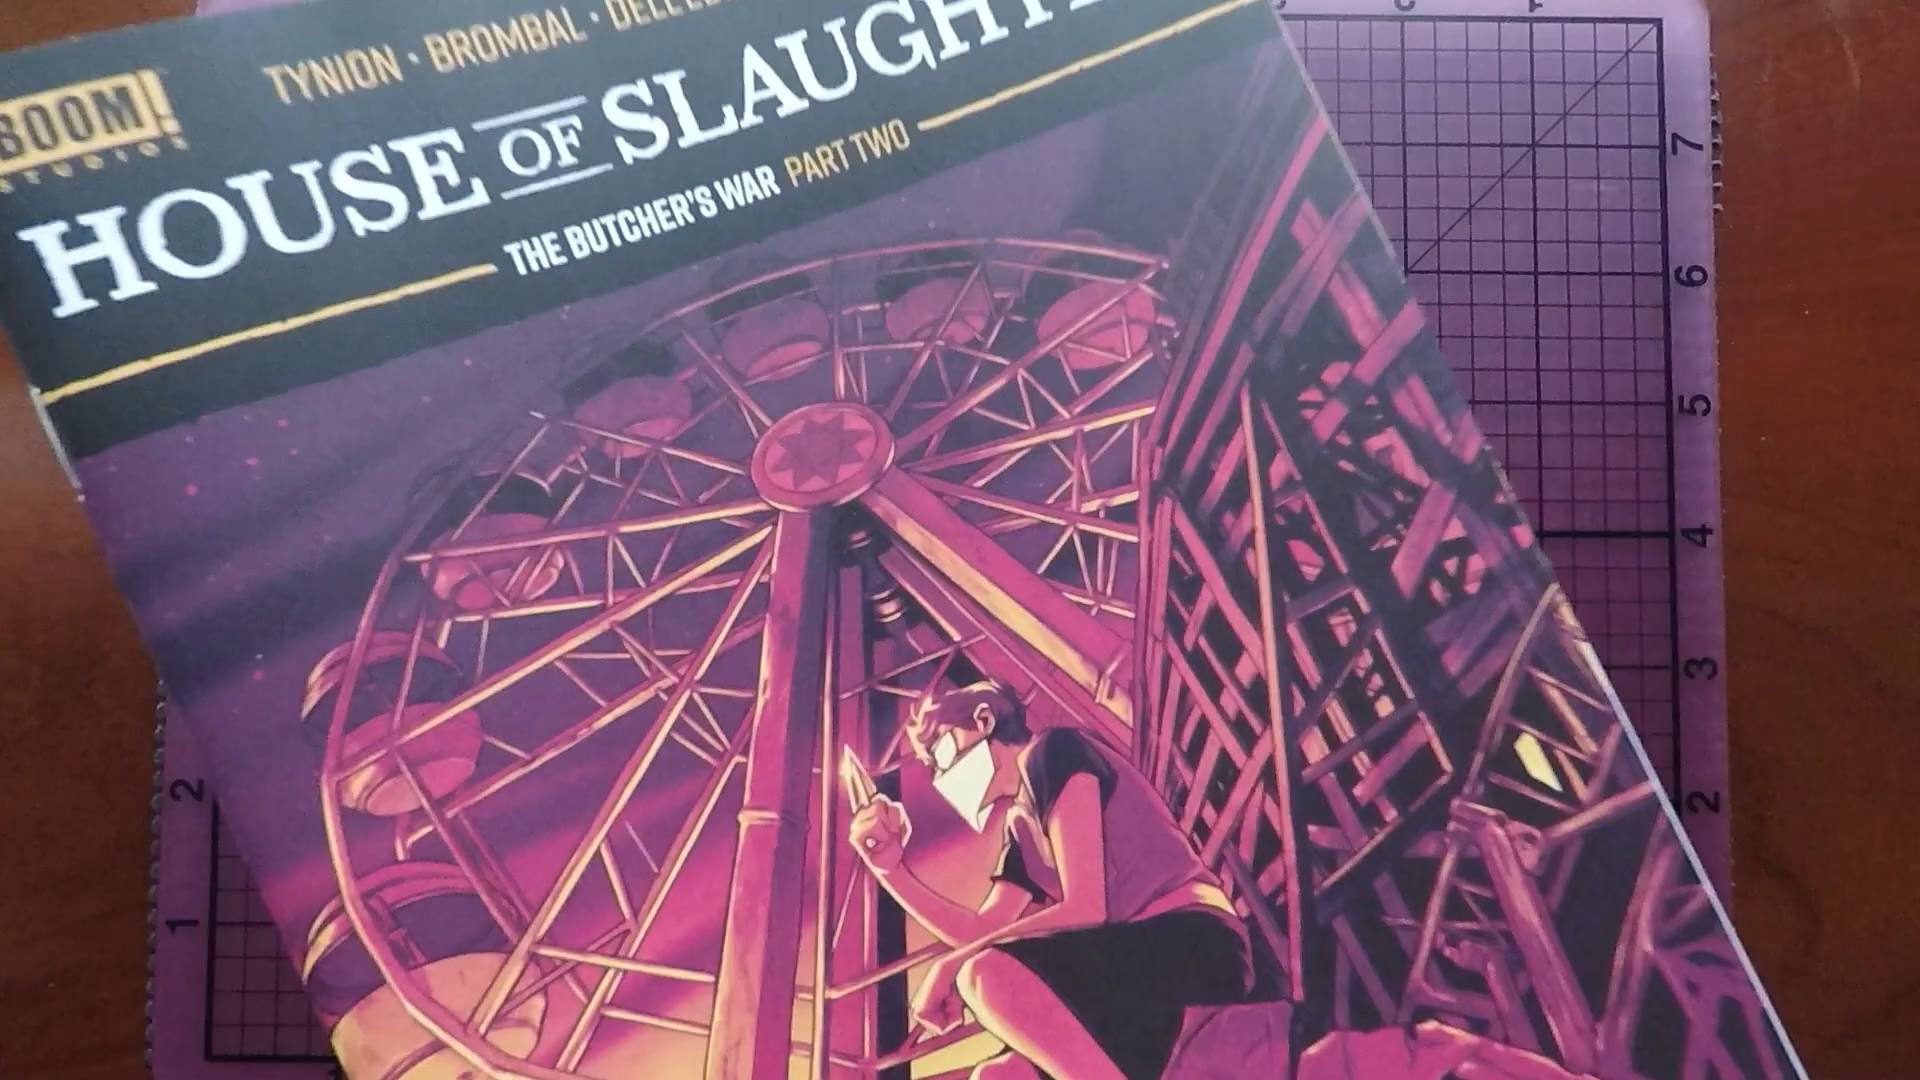 TYNION · BROMBAL ·
BOOM!
STUDIOS
HOUSE OF
THE BUTCHER'S WAR PART TWO
7
6
5
4
3
2
2
1
1